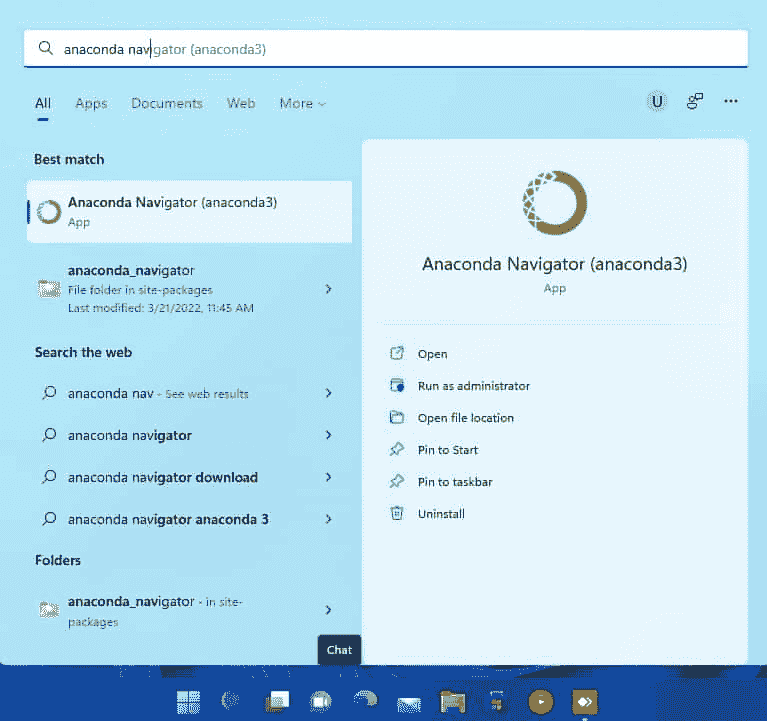 anaconda navigator (anaconda3)
All Apps Documents Web More
U
Best match
Anaconda Navigator (anaconda3)
App
anaconda_navigator
File folder in site-packages
Last modified: 3/21/2022, 11:45 AM
Search the web
anaconda nav - See web results
anaconda navigator
anaconda navigator download
anaconda navigator anaconda 3
Folders
anaconda_navigator - in site-
packages
Anaconda Navigator (anaconda3)
App
Open
Run as administrator
Open file location
Pin to Start
Pin to taskbar
Uninstall
Chat